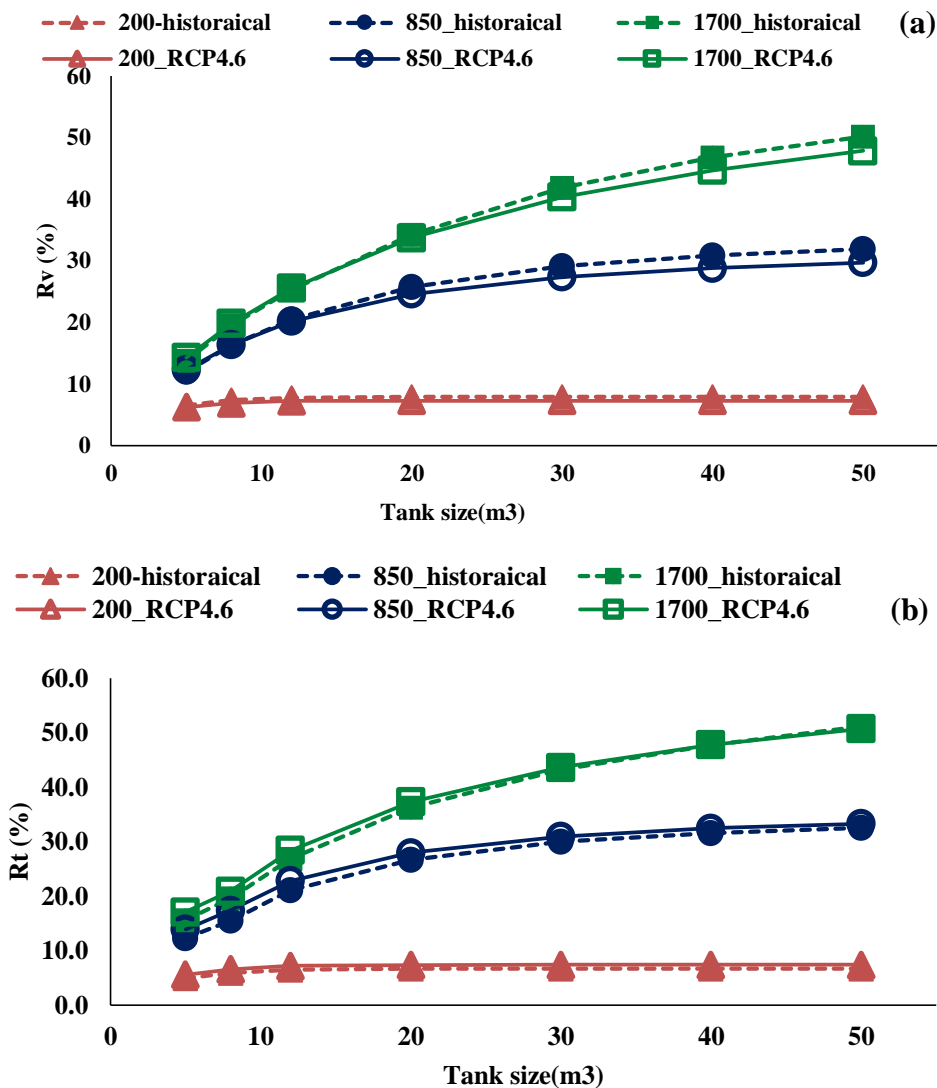 200-historaical 850_historaical 1700_historaical (a)
200_RCP4.6 850_RCP4.6 1700_RCP4.6
60
50
40
30
20
10
0
Rv (%)
0 10 20 30 40 50
Tank size(m3)
200-historaical 850_historaical 1700_historaical
200_RCP4.6 850_RCP4.6 1700_RCP4.6 (b)
60.0
50.0
40.0
30.0
20.0
10.0
0.0
Rt (%)
0 10 20 30 40 50
Tank size(m3)